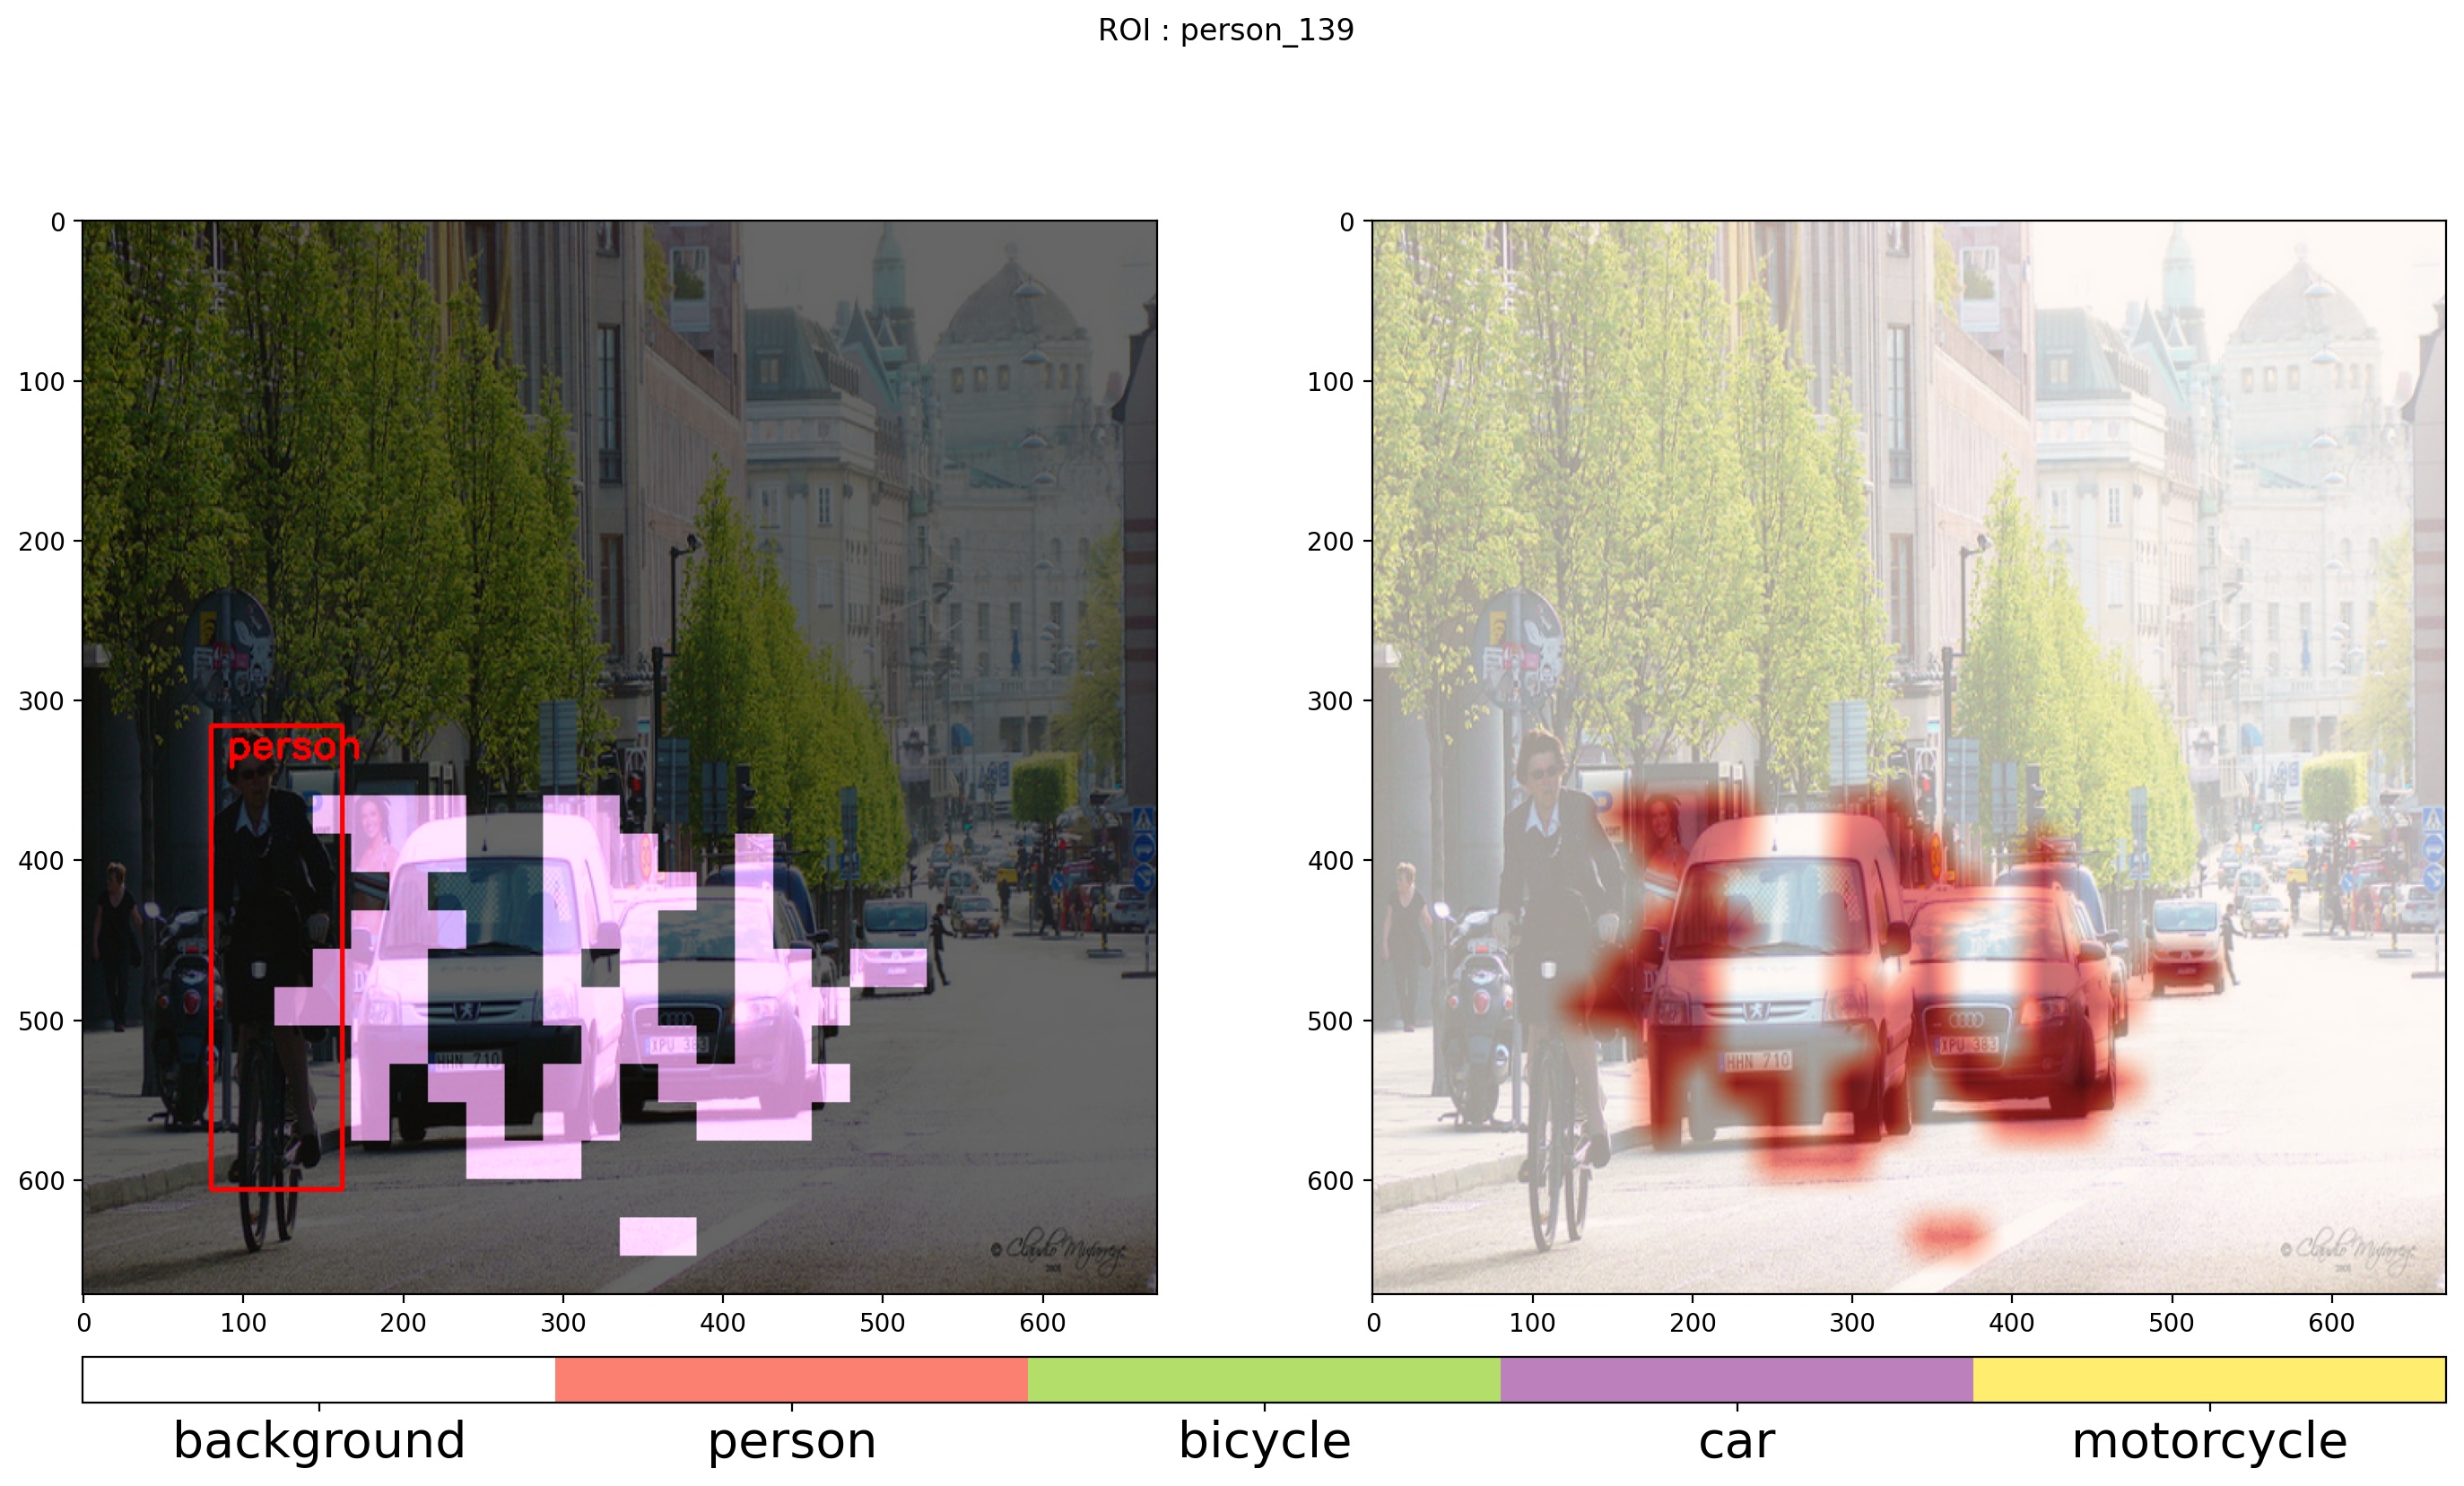 ROI : person_139
0
100
200
300
400
500
600
0 100 200 300 400 500 600
person
HHN 710
XPU 383
© Claudio Mufarrege
2008
0
100
200
300
400
500
600
0 100 200 300 400 500 600
HHN 710
XPU 383
© Claudio Mufarrege
2008
background person bicycle car motorcycle